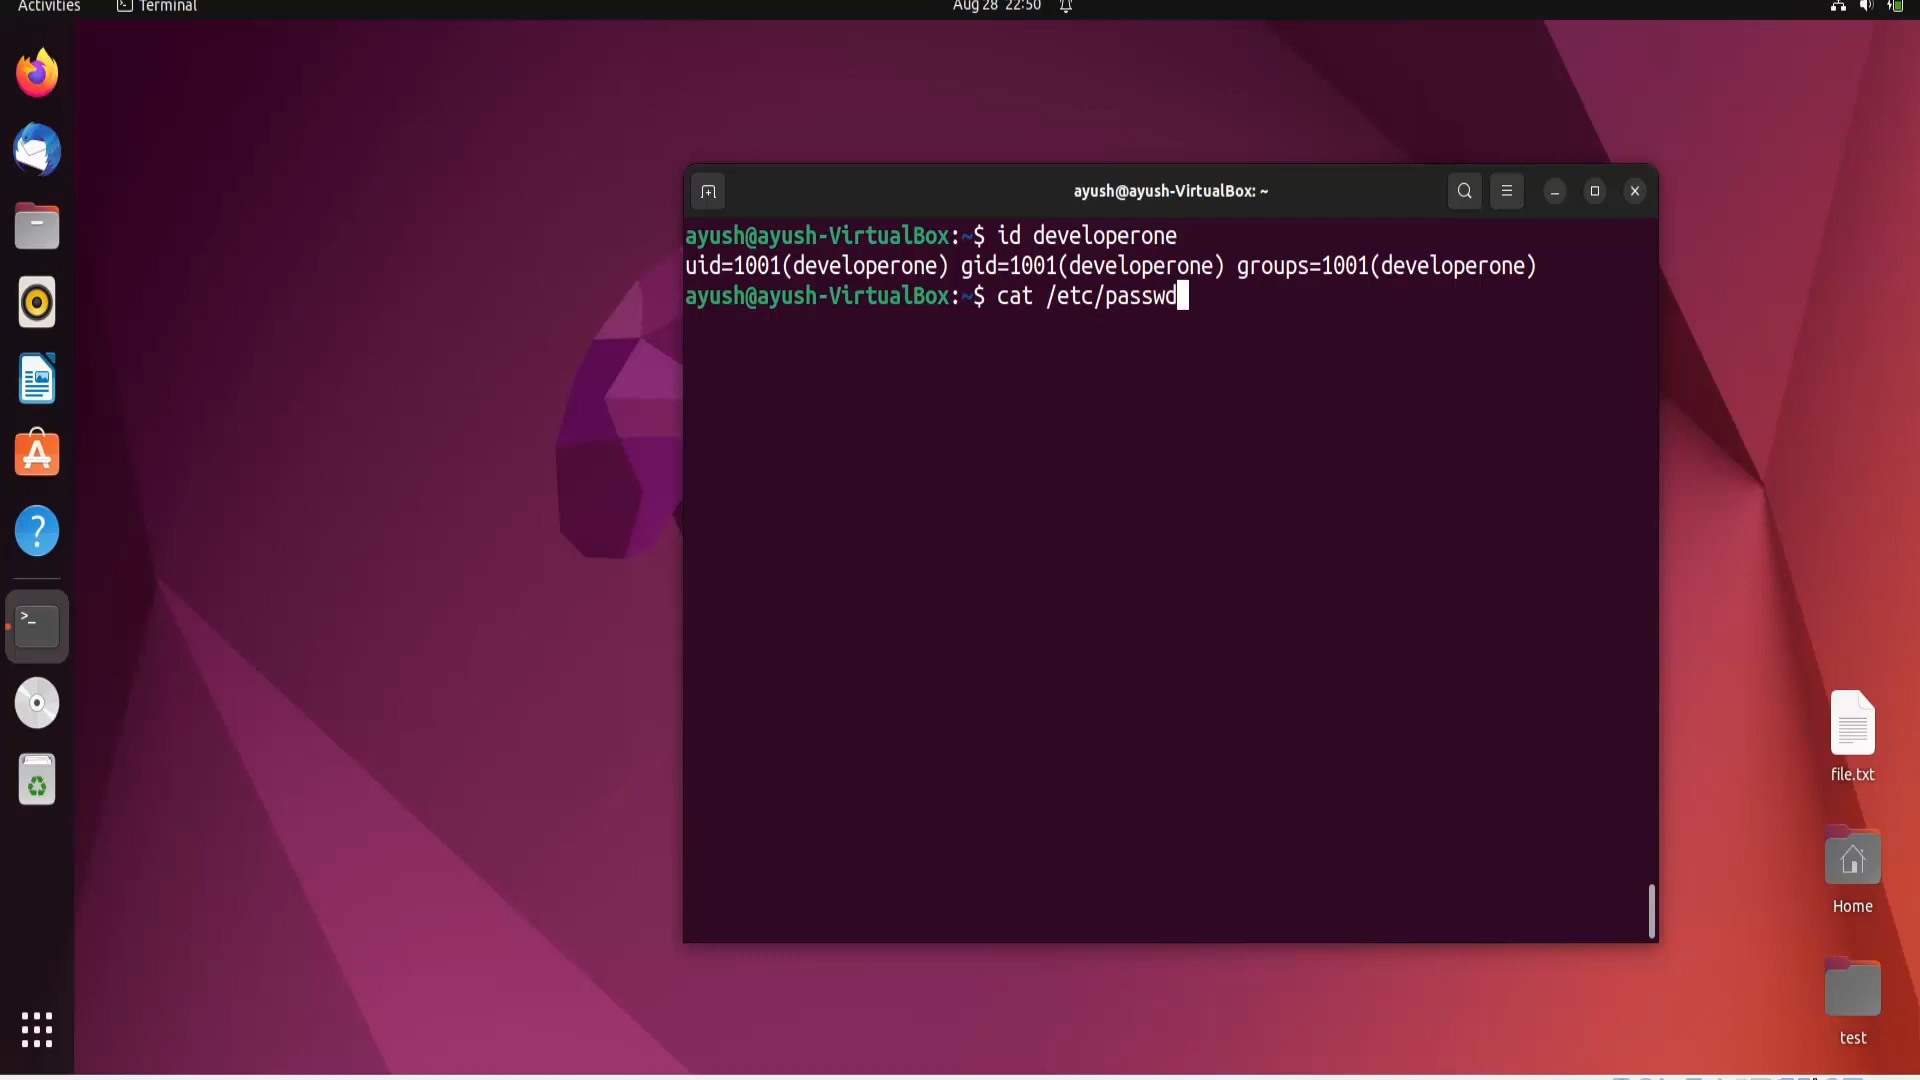 Activities Terminal Aug 28 22:50
ayush@ayush-VirtualBox: ~
ayush@ayush-VirtualBox:~$ id developerone
uid=1001(developerone) gid=1001(developerone) groups=1001(developerone)
ayush@ayush-VirtualBox:~$ cat /etc/passwd
file.txt
Home
test